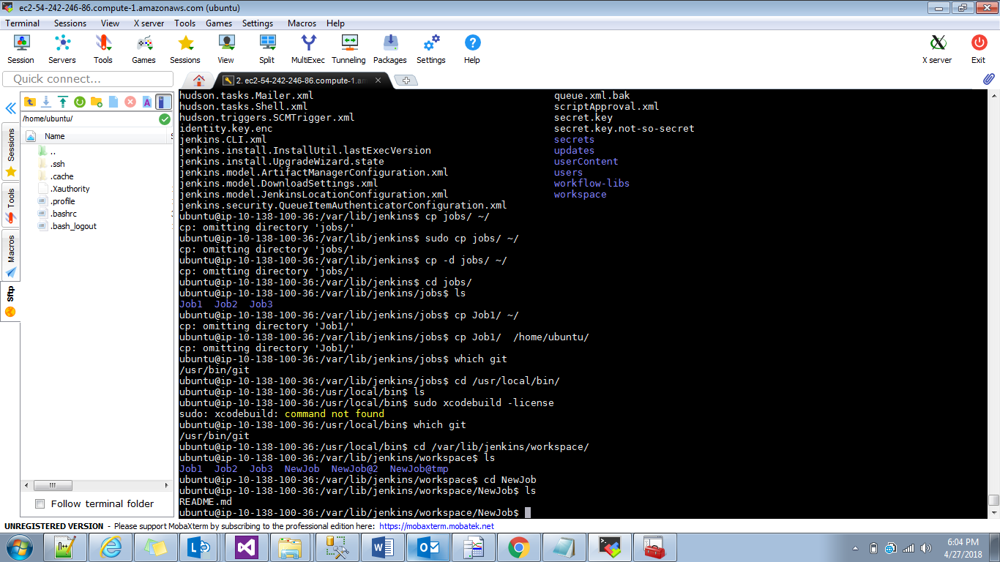 ec2-54-242-246-86.compute-1.amazonaws.com (ubuntu)
Terminal Sessions View X server Tools Games Settings Macros Help
Session Servers Tools Games Sessions View Split MultiExec Tunneling Packages Settings Help X server Exit
Quick connect...
2. ec2-54-242-246-86.compute-1.am
/home/ubuntu/
Name
..
.ssh
.cache
.Xauthority
.profile
.bashrc
.bash_logout
Sessions
Tools
Macros
Sftp
Follow terminal folder
hudson.tasks.Mailer.xml queue.xml.bak
hudson.tasks.Shell.xml scriptApproval.xml
hudson.triggers.SCMTrigger.xml secret.key
identity.key.enc secret.key.not-so-secret
jenkins.CLI.xml secrets
jenkins.install.InstallUtil.lastExecVersion updates
jenkins.install.UpgradeWizard.state userContent
jenkins.model.ArtifactManagerConfiguration.xml users
jenkins.model.DownloadSettings.xml workflow-libs
jenkins.model.JenkinsLocationConfiguration.xml workspace
jenkins.security.QueueItemAuthenticatorConfiguration.xml
ubuntu@ip-10-138-100-36:/var/lib/jenkins$ cp jobs/ ~/
cp: omitting directory 'jobs/'
ubuntu@ip-10-138-100-36:/var/lib/jenkins$ sudo cp jobs/ ~/
cp: omitting directory 'jobs/'
ubuntu@ip-10-138-100-36:/var/lib/jenkins$ cp -d jobs/ ~/
cp: omitting directory 'jobs/'
ubuntu@ip-10-138-100-36:/var/lib/jenkins$ cd jobs/
ubuntu@ip-10-138-100-36:/var/lib/jenkins/jobs$ ls
Job1 Job2 Job3
ubuntu@ip-10-138-100-36:/var/lib/jenkins/jobs$ cp Job1/ ~/
cp: omitting directory 'Job1/'
ubuntu@ip-10-138-100-36:/var/lib/jenkins/jobs$ cp Job1/  /home/ubuntu/
cp: omitting directory 'Job1/'
ubuntu@ip-10-138-100-36:/var/lib/jenkins/jobs$ which git
/usr/bin/git
ubuntu@ip-10-138-100-36:/var/lib/jenkins/jobs$ cd /usr/local/bin/
ubuntu@ip-10-138-100-36:/usr/local/bin$ ls
ubuntu@ip-10-138-100-36:/usr/local/bin$ sudo xcodebuild -license
sudo: xcodebuild: command not found
ubuntu@ip-10-138-100-36:/usr/local/bin$ which git
/usr/bin/git
ubuntu@ip-10-138-100-36:/usr/local/bin$ cd /var/lib/jenkins/workspace/
ubuntu@ip-10-138-100-36:/var/lib/jenkins/workspace$ ls
Job1 Job2 Job3 NewJob NewJob@2 NewJob@tmp
ubuntu@ip-10-138-100-36:/var/lib/jenkins/workspace$ cd NewJob
ubuntu@ip-10-138-100-36:/var/lib/jenkins/workspace/NewJob$ ls
README.md
ubuntu@ip-10-138-100-36:/var/lib/jenkins/workspace/NewJob$
UNREGISTERED VERSION - Please support MobaXterm by subscribing to the professional edition here: https://mobaxterm.mobatek.net
6:04 PM
4/27/2018